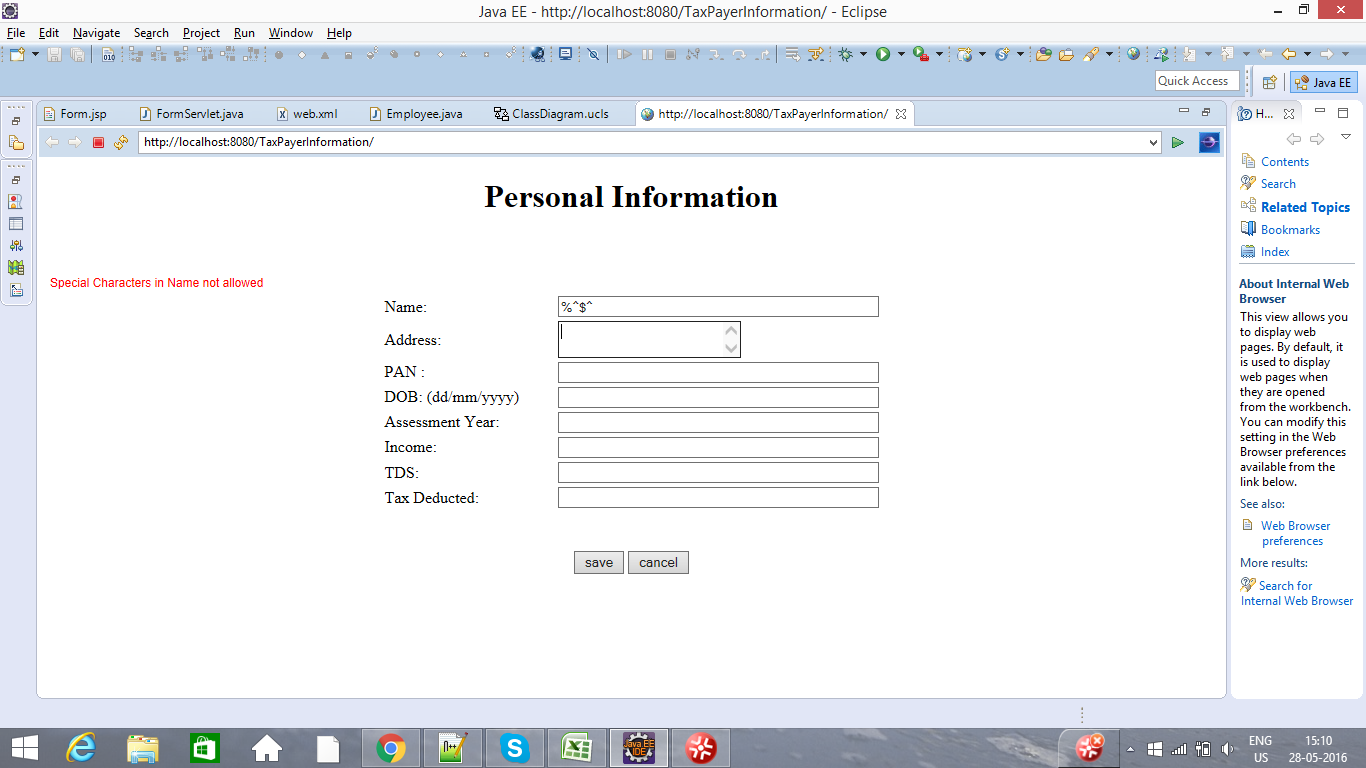 Java EE - http://localhost:8080/TaxPayerInformation/ - Eclipse
File Edit Navigate Search Project Run Window Help
010
Quick Access
Java EE
Form.jsp
FormServlet.java
web.xml
Employee.java
ClassDiagram.ucls
http://localhost:8080/TaxPayerInformation/
H...
http://localhost:8080/TaxPayerInformation/
Personal Information
Special Characters in Name not allowed
Name: %^$^
Address:
PAN :
DOB: (dd/mm/yyyy)
Assessment Year:
Income:
TDS:
Tax Deducted:
save cancel
Contents
Search
Related Topics
Bookmarks
Index
About Internal Web
Browser
This view allows you
to display web
pages. By default, it
is used to display
web pages when
they are opened
from the workbench.
You can modify this
setting in the Web
Browser preferences
available from the
link below.
See also:
Web Browser
preferences
More results:
Search for
Internal Web Browser
Java EE
IDE
ENG
US
15:10
28-05-2016